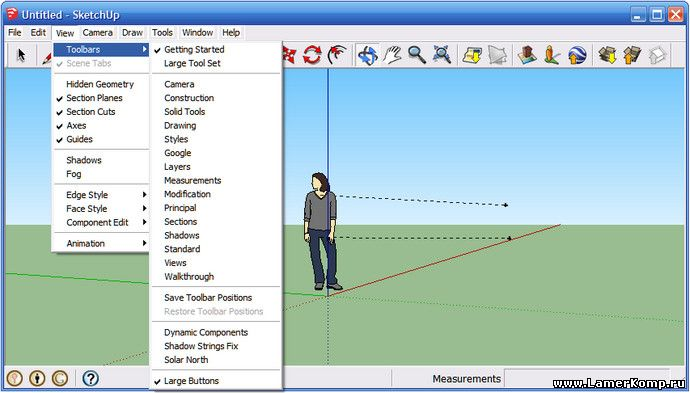 Untitled - SketchUp
File Edit View Camera Draw Tools Window Help
Toolbars
Scene Tabs
Hidden Geometry
Section Planes
Section Cuts
Axes
Guides
Shadows
Fog
Edge Style
Face Style
Component Edit
Animation
Getting Started
Large Tool Set
Camera
Construction
Solid Tools
Drawing
Styles
Google
Layers
Measurements
Modification
Principal
Sections
Shadows
Standard
Views
Walkthrough
Save Toolbar Positions
Restore Toolbar Positions
Dynamic Components
Shadow Strings Fix
Solar North
Large Buttons
Measurements
www.LamerKomp.ru